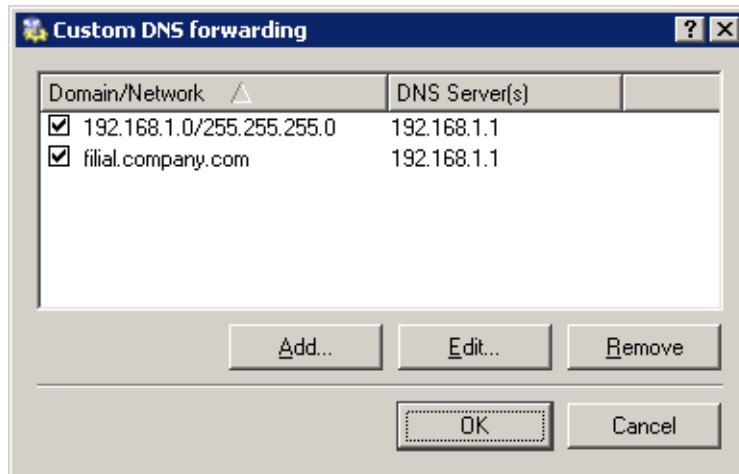 Custom DNS forwarding
Domain/Network DNS Server(s)
192.168.1.0/255.255.255.0 192.168.1.1
filial.company.com 192.168.1.1
Add... Edit... Remove
OK Cancel